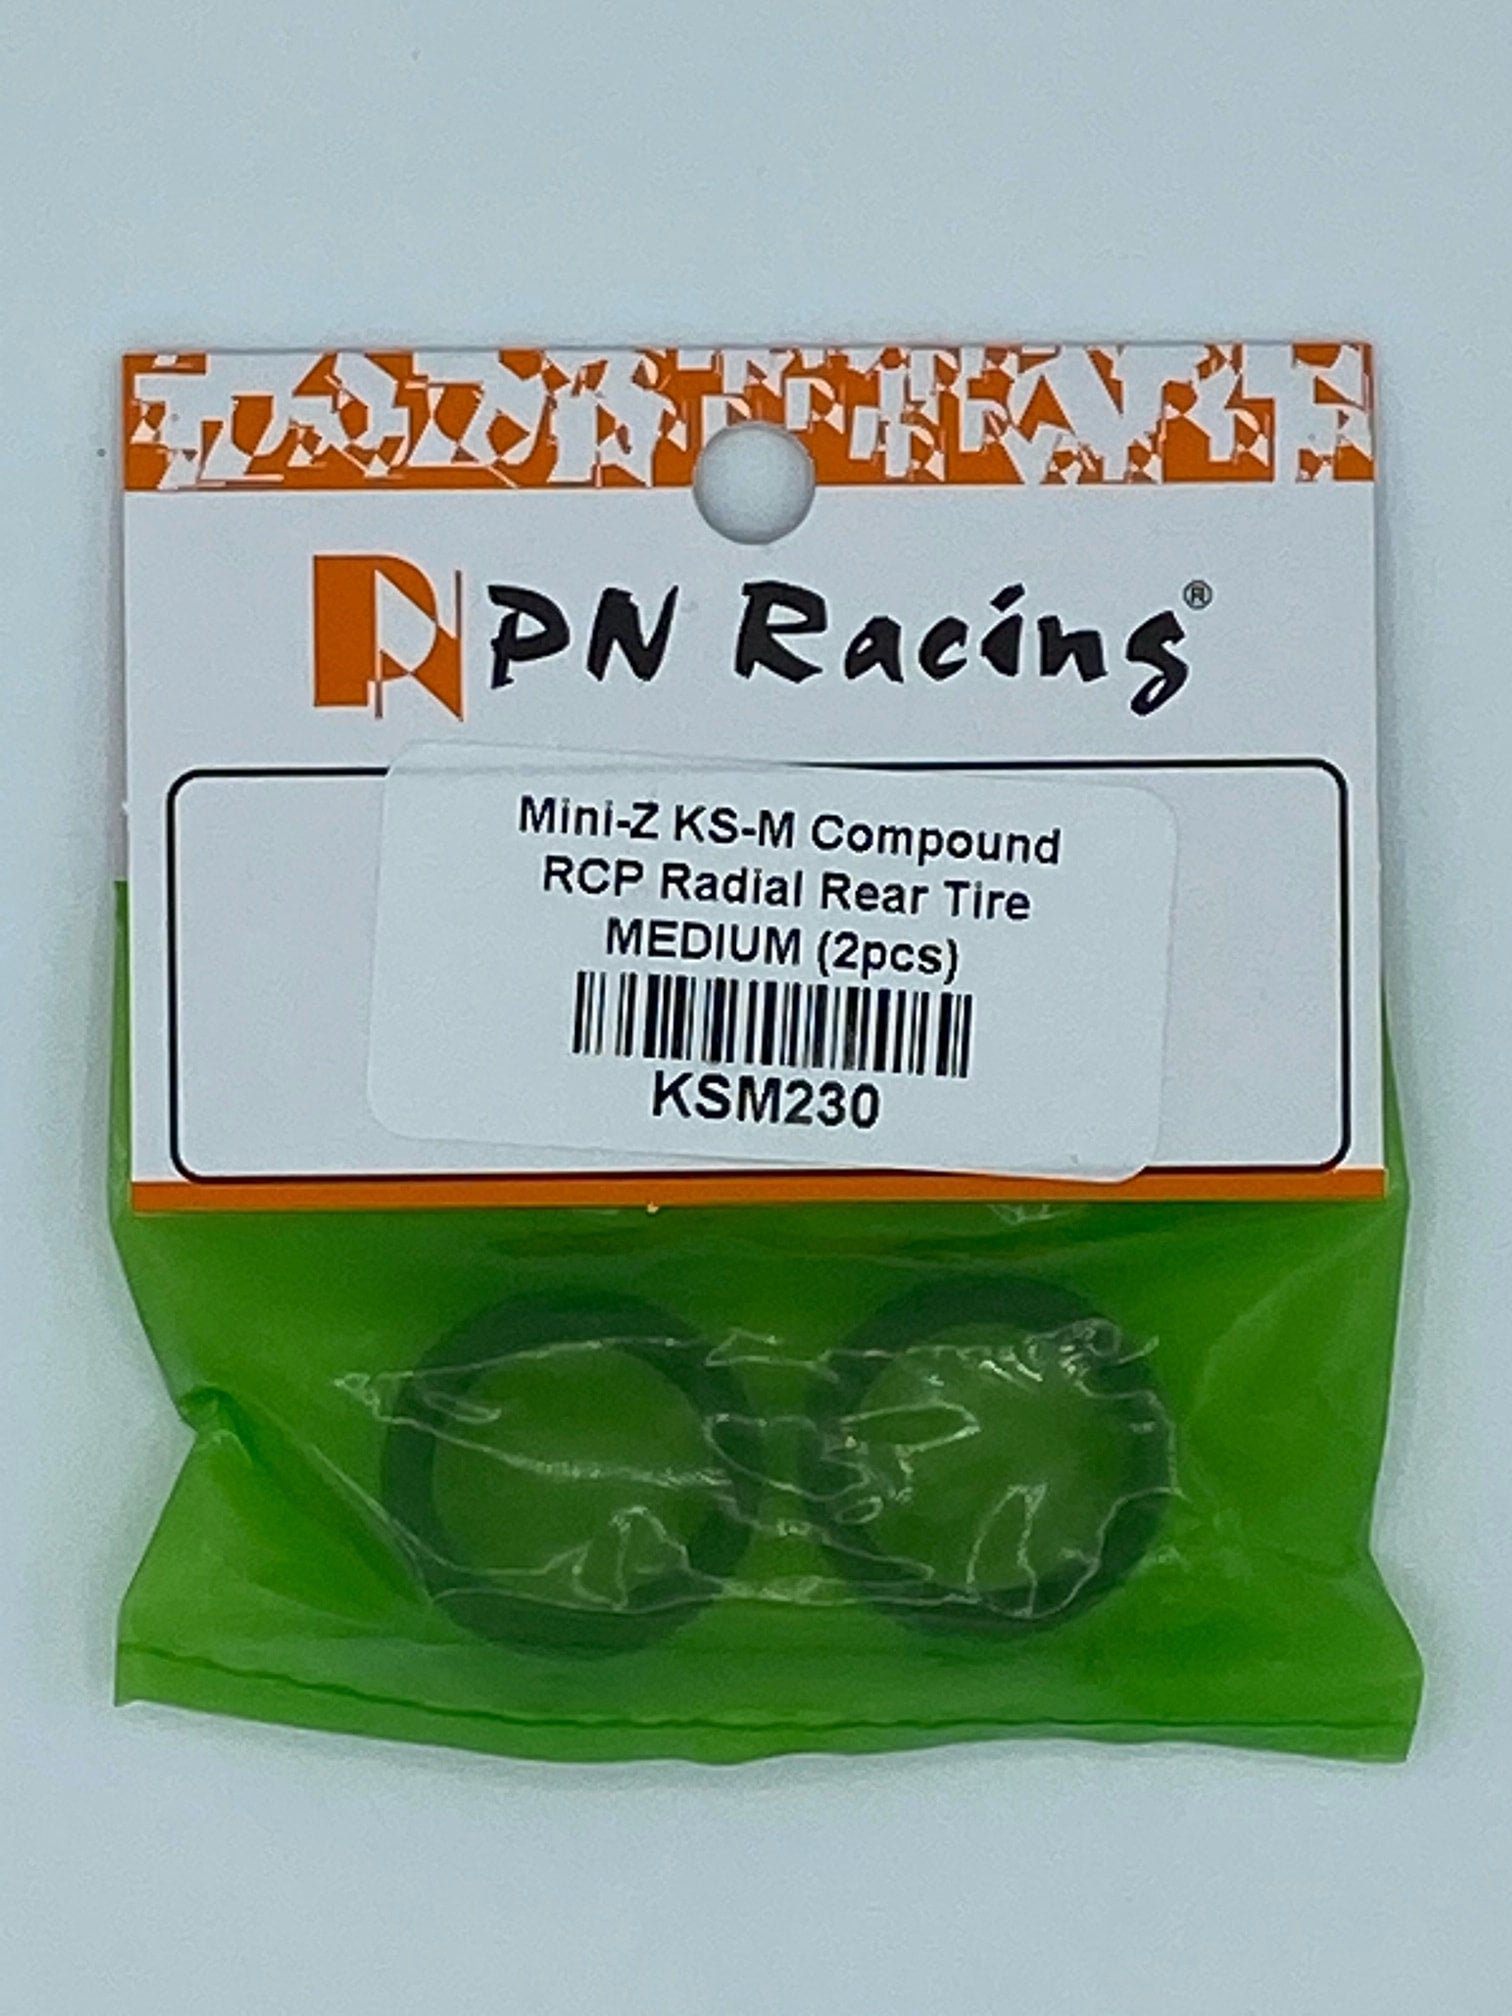 PN Racing®
Mini-Z KS-M Compound
RCP Radial Rear Tire
MEDIUM (2pcs)
KSM230